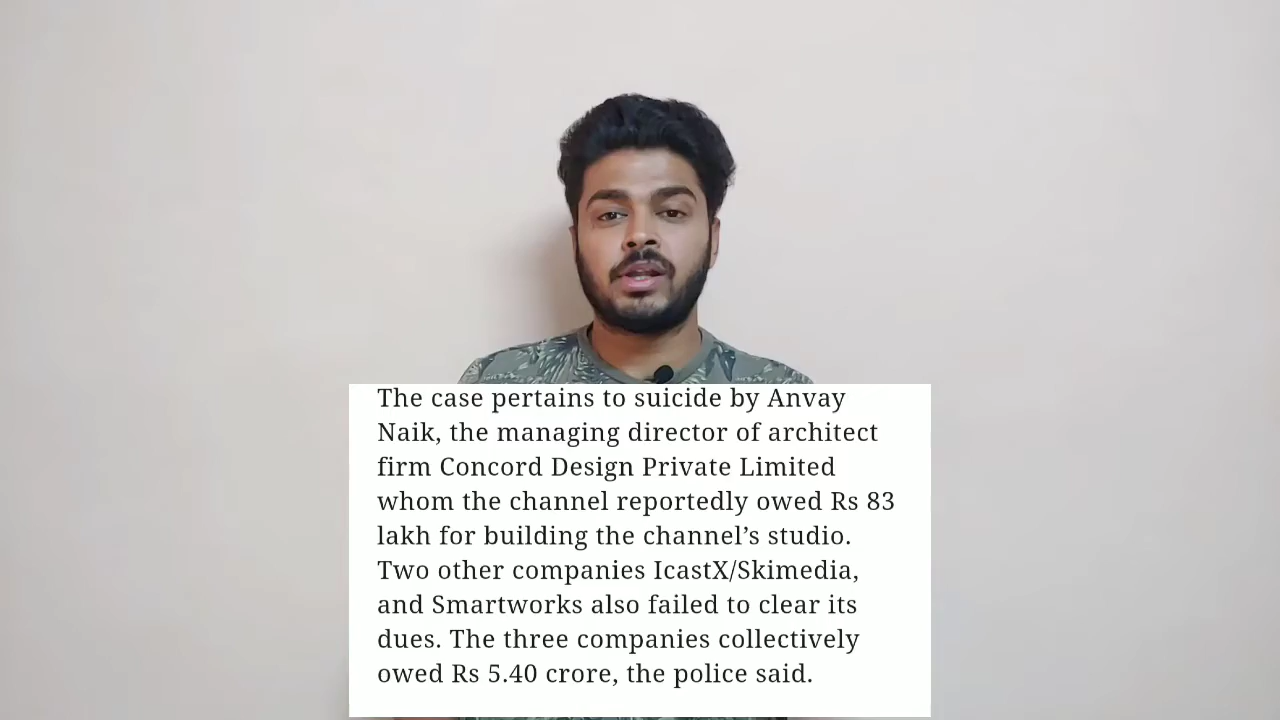 The case pertains to suicide by Anvay
Naik, the managing director of architect
firm Concord Design Private Limited
whom the channel reportedly owed Rs 83
lakh for building the channel’s studio.
Two other companies IcastX/Skimedia,
and Smartworks also failed to clear its
dues. The three companies collectively
owed Rs 5.40 crore, the police said.